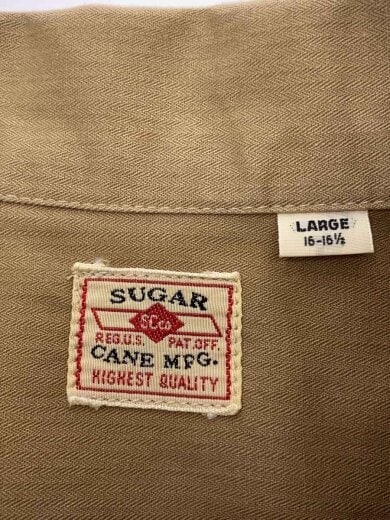 LARGE
16-16½
SUGAR
SCCo
REG.U.S. PAT.OFF.
CANE MFG.
HIGHEST QUALITY